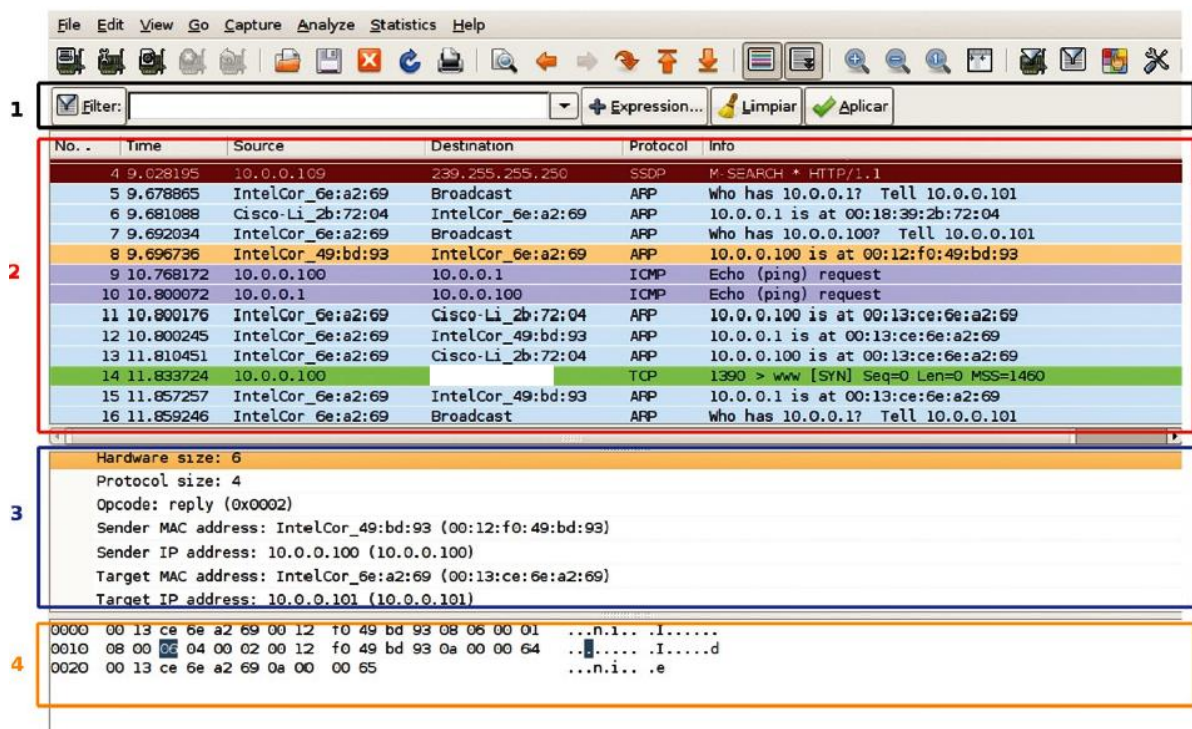 File Edit View Go Capture Analyze Statistics Help
1
Filter: Expression... Limpiar Aplicar
No. . Time Source Destination Protocol Info
2
4 9.028195 10.0.0.109 239.255.255.250 SSDP M-SEARCH * HTTP/1.1
5 9.678865 IntelCor_6e:a2:69 Broadcast ARP Who has 10.0.0.1? Tell 10.0.0.101
6 9.681088 Cisco-Li_2b:72:04 IntelCor_6e:a2:69 ARP 10.0.0.1 is at 00:18:39:2b:72:04
7 9.692034 IntelCor_6e:a2:69 Broadcast ARP Who has 10.0.0.100? Tell 10.0.0.101
8 9.696736 IntelCor_49:bd:93 IntelCor_6e:a2:69 ARP 10.0.0.100 is at 00:12:f0:49:bd:93
9 10.768172 10.0.0.100 10.0.0.1 ICMP Echo (ping) request
10 10.800072 10.0.0.1 10.0.0.100 ICMP Echo (ping) request
11 10.800176 IntelCor_6e:a2:69 Cisco-Li_2b:72:04 ARP 10.0.0.100 is at 00:13:ce:6e:a2:69
12 10.800245 IntelCor_6e:a2:69 IntelCor_49:bd:93 ARP 10.0.0.1 is at 00:13:ce:6e:a2:69
13 11.810451 IntelCor_6e:a2:69 Cisco-Li_2b:72:04 ARP 10.0.0.100 is at 00:13:ce:6e:a2:69
14 11.833724 10.0.0.100 TCP 1390 > www [SYN] Seq=0 Len=0 MSS=1460
15 11.857257 IntelCor_6e:a2:69 IntelCor_49:bd:93 ARP 10.0.0.1 is at 00:13:ce:6e:a2:69
16 11.859246 IntelCor_6e:a2:69 Broadcast ARP Who has 10.0.0.1? Tell 10.0.0.101
3
Hardware size: 6
Protocol size: 4
Opcode: reply (0x0002)
Sender MAC address: IntelCor_49:bd:93 (00:12:f0:49:bd:93)
Sender IP address: 10.0.0.100 (10.0.0.100)
Target MAC address: IntelCor_6e:a2:69 (00:13:ce:6e:a2:69)
Target IP address: 10.0.0.101 (10.0.0.101)
4
0000 00 13 ce 6e a2 69 00 12 f0 49 bd 93 08 06 00 01 ...n.i.. .I......
0010 08 00 06 04 00 02 00 12 f0 49 bd 93 0a 00 00 64 ........ .I.....d
0020 00 13 ce 6e a2 69 0a 00 00 65 ...n.i.. .e